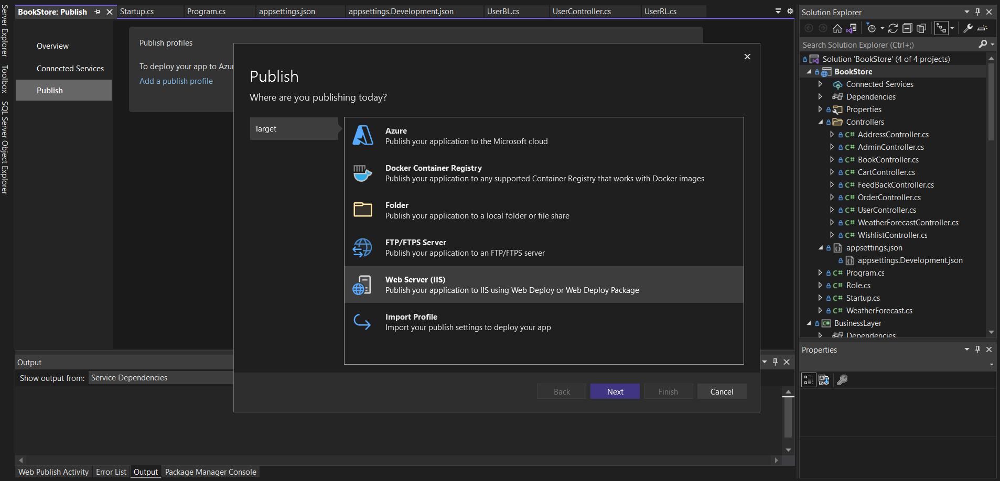 BookStore: Publish
Startup.cs
Program.cs
appsettings.json
appsettings.Development.json
UserBL.cs
UserController.cs
UserRL.cs
Server Explorer
Toolbox
SQL Server Object Explorer
Overview
Connected Services
Publish
Publish profiles
To deploy your app to Azur
Add a publish profile
Publish
Where are you publishing today?
Target
Azure
Publish your application to the Microsoft cloud
Docker Container Registry
Publish your application to any supported Container Registry that works with Docker images
Folder
Publish your application to a local folder or file share
FTP/FTPS Server
Publish your application to an FTP/FTPS server
Web Server (IIS)
Publish your application to IIS using Web Deploy or Web Deploy Package
Import Profile
Import your publish settings to deploy your app
Back
Next
Finish
Cancel
Output
Show output from:
Service Dependencies
Web Publish Activity
Error List
Output
Package Manager Console
Solution Explorer
Search Solution Explorer (Ctrl+;)
Solution 'BookStore' (4 of 4 projects)
BookStore
Connected Services
Dependencies
Properties
Controllers
C# AddressController.cs
C# AdminController.cs
C# BookController.cs
C# CartController.cs
C# FeedBackController.cs
C# OrderController.cs
C# UserController.cs
C# WeatherForecastController.cs
C# WishlistController.cs
appsettings.json
appsettings.Development.json
C# Program.cs
C# Role.cs
C# Startup.cs
C# WeatherForecast.cs
C# BusinessLayer
Dependencies
Properties